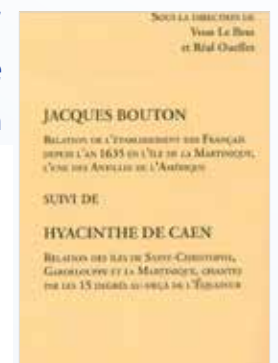 SOUS LA DIRECTION DE
Yvon Le Bras
et Réal Ouellet
JACQUES BOUTON
RELATION DE L'ÉTABLISSEMENT DES FRANÇAIS
DEPUIS L'AN 1635 EN L'ÎLE DE LA MARTINIQUE,
L'UNE DES ANTILLES DE L'AMÉRIQUE
SUIVI DE
HYACINTHE DE CAEN
RELATION DES ÎLES DE SAINT-CHRISTOPHE,
GARDELOUPPE ET LA MARTINIQUE, GISANTES
PAR LES 15 DEGRÉS AU-DEÇÀ DE L'ÉQUATEUR